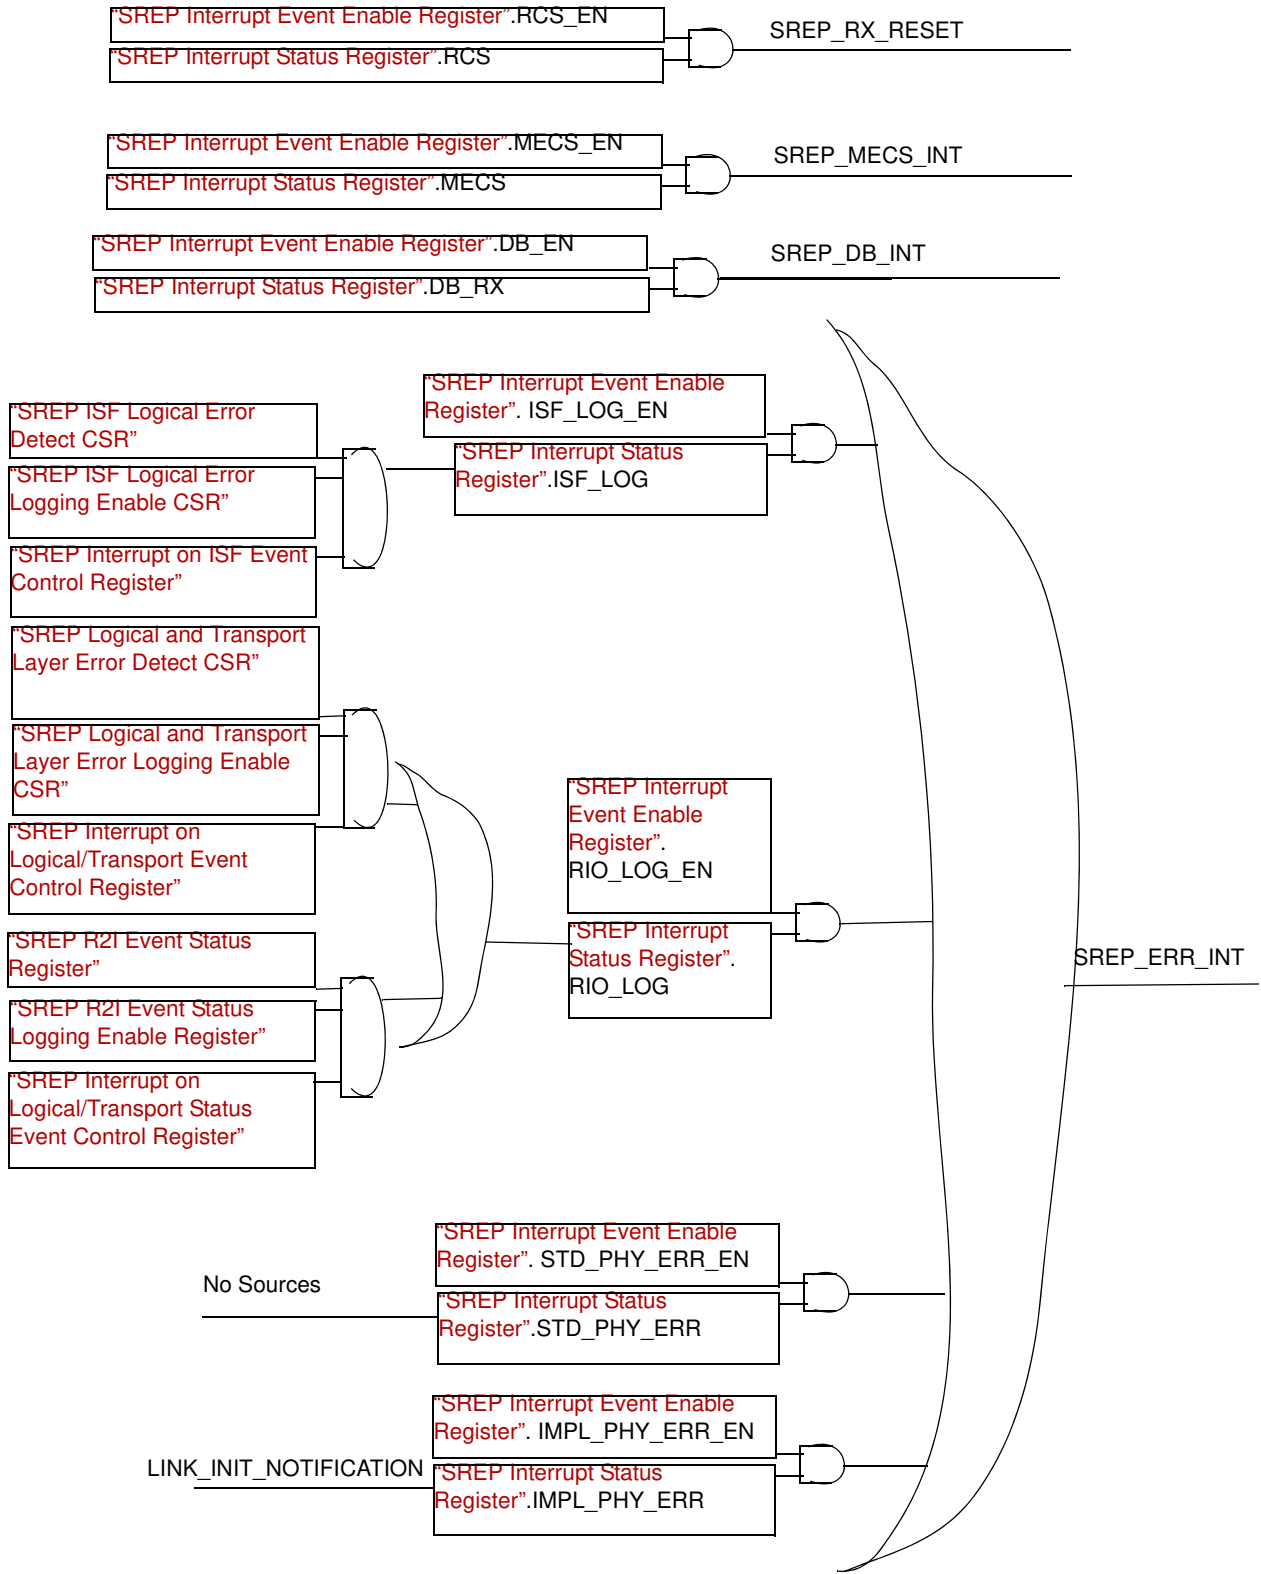 “SREP Interrupt Event Enable Register”.RCS_EN
“SREP Interrupt Status Register”.RCS
SREP_RX_RESET
“SREP Interrupt Event Enable Register”.MECS_EN
“SREP Interrupt Status Register”.MECS
SREP_MECS_INT
“SREP Interrupt Event Enable Register”.DB_EN
“SREP Interrupt Status Register”.DB_RX
SREP_DB_INT
“SREP Interrupt Event Enable
Register”. ISF_LOG_EN
“SREP Interrupt Status
Register”.ISF_LOG
“SREP ISF Logical Error
Detect CSR”
“SREP ISF Logical Error
Logging Enable CSR”
“SREP Interrupt on ISF Event
Control Register”
“SREP Logical and Transport
Layer Error Detect CSR”
“SREP Logical and Transport
Layer Error Logging Enable
CSR”
“SREP Interrupt on
Logical/Transport Event
Control Register”
“SREP Interrupt
Event Enable
Register”.
RIO_LOG_EN
“SREP Interrupt
Status Register”.
RIO_LOG
“SREP R2I Event Status
Register”
“SREP R2I Event Status
Logging Enable Register”
“SREP Interrupt on
Logical/Transport Status
Event Control Register”
SREP_ERR_INT
“SREP Interrupt Event Enable
Register”. STD_PHY_ERR_EN
No Sources
“SREP Interrupt Status
Register”.STD_PHY_ERR
“SREP Interrupt Event Enable
Register”. IMPL_PHY_ERR_EN
LINK_INIT_NOTIFICATION
“SREP Interrupt Status
Register”.IMPL_PHY_ERR